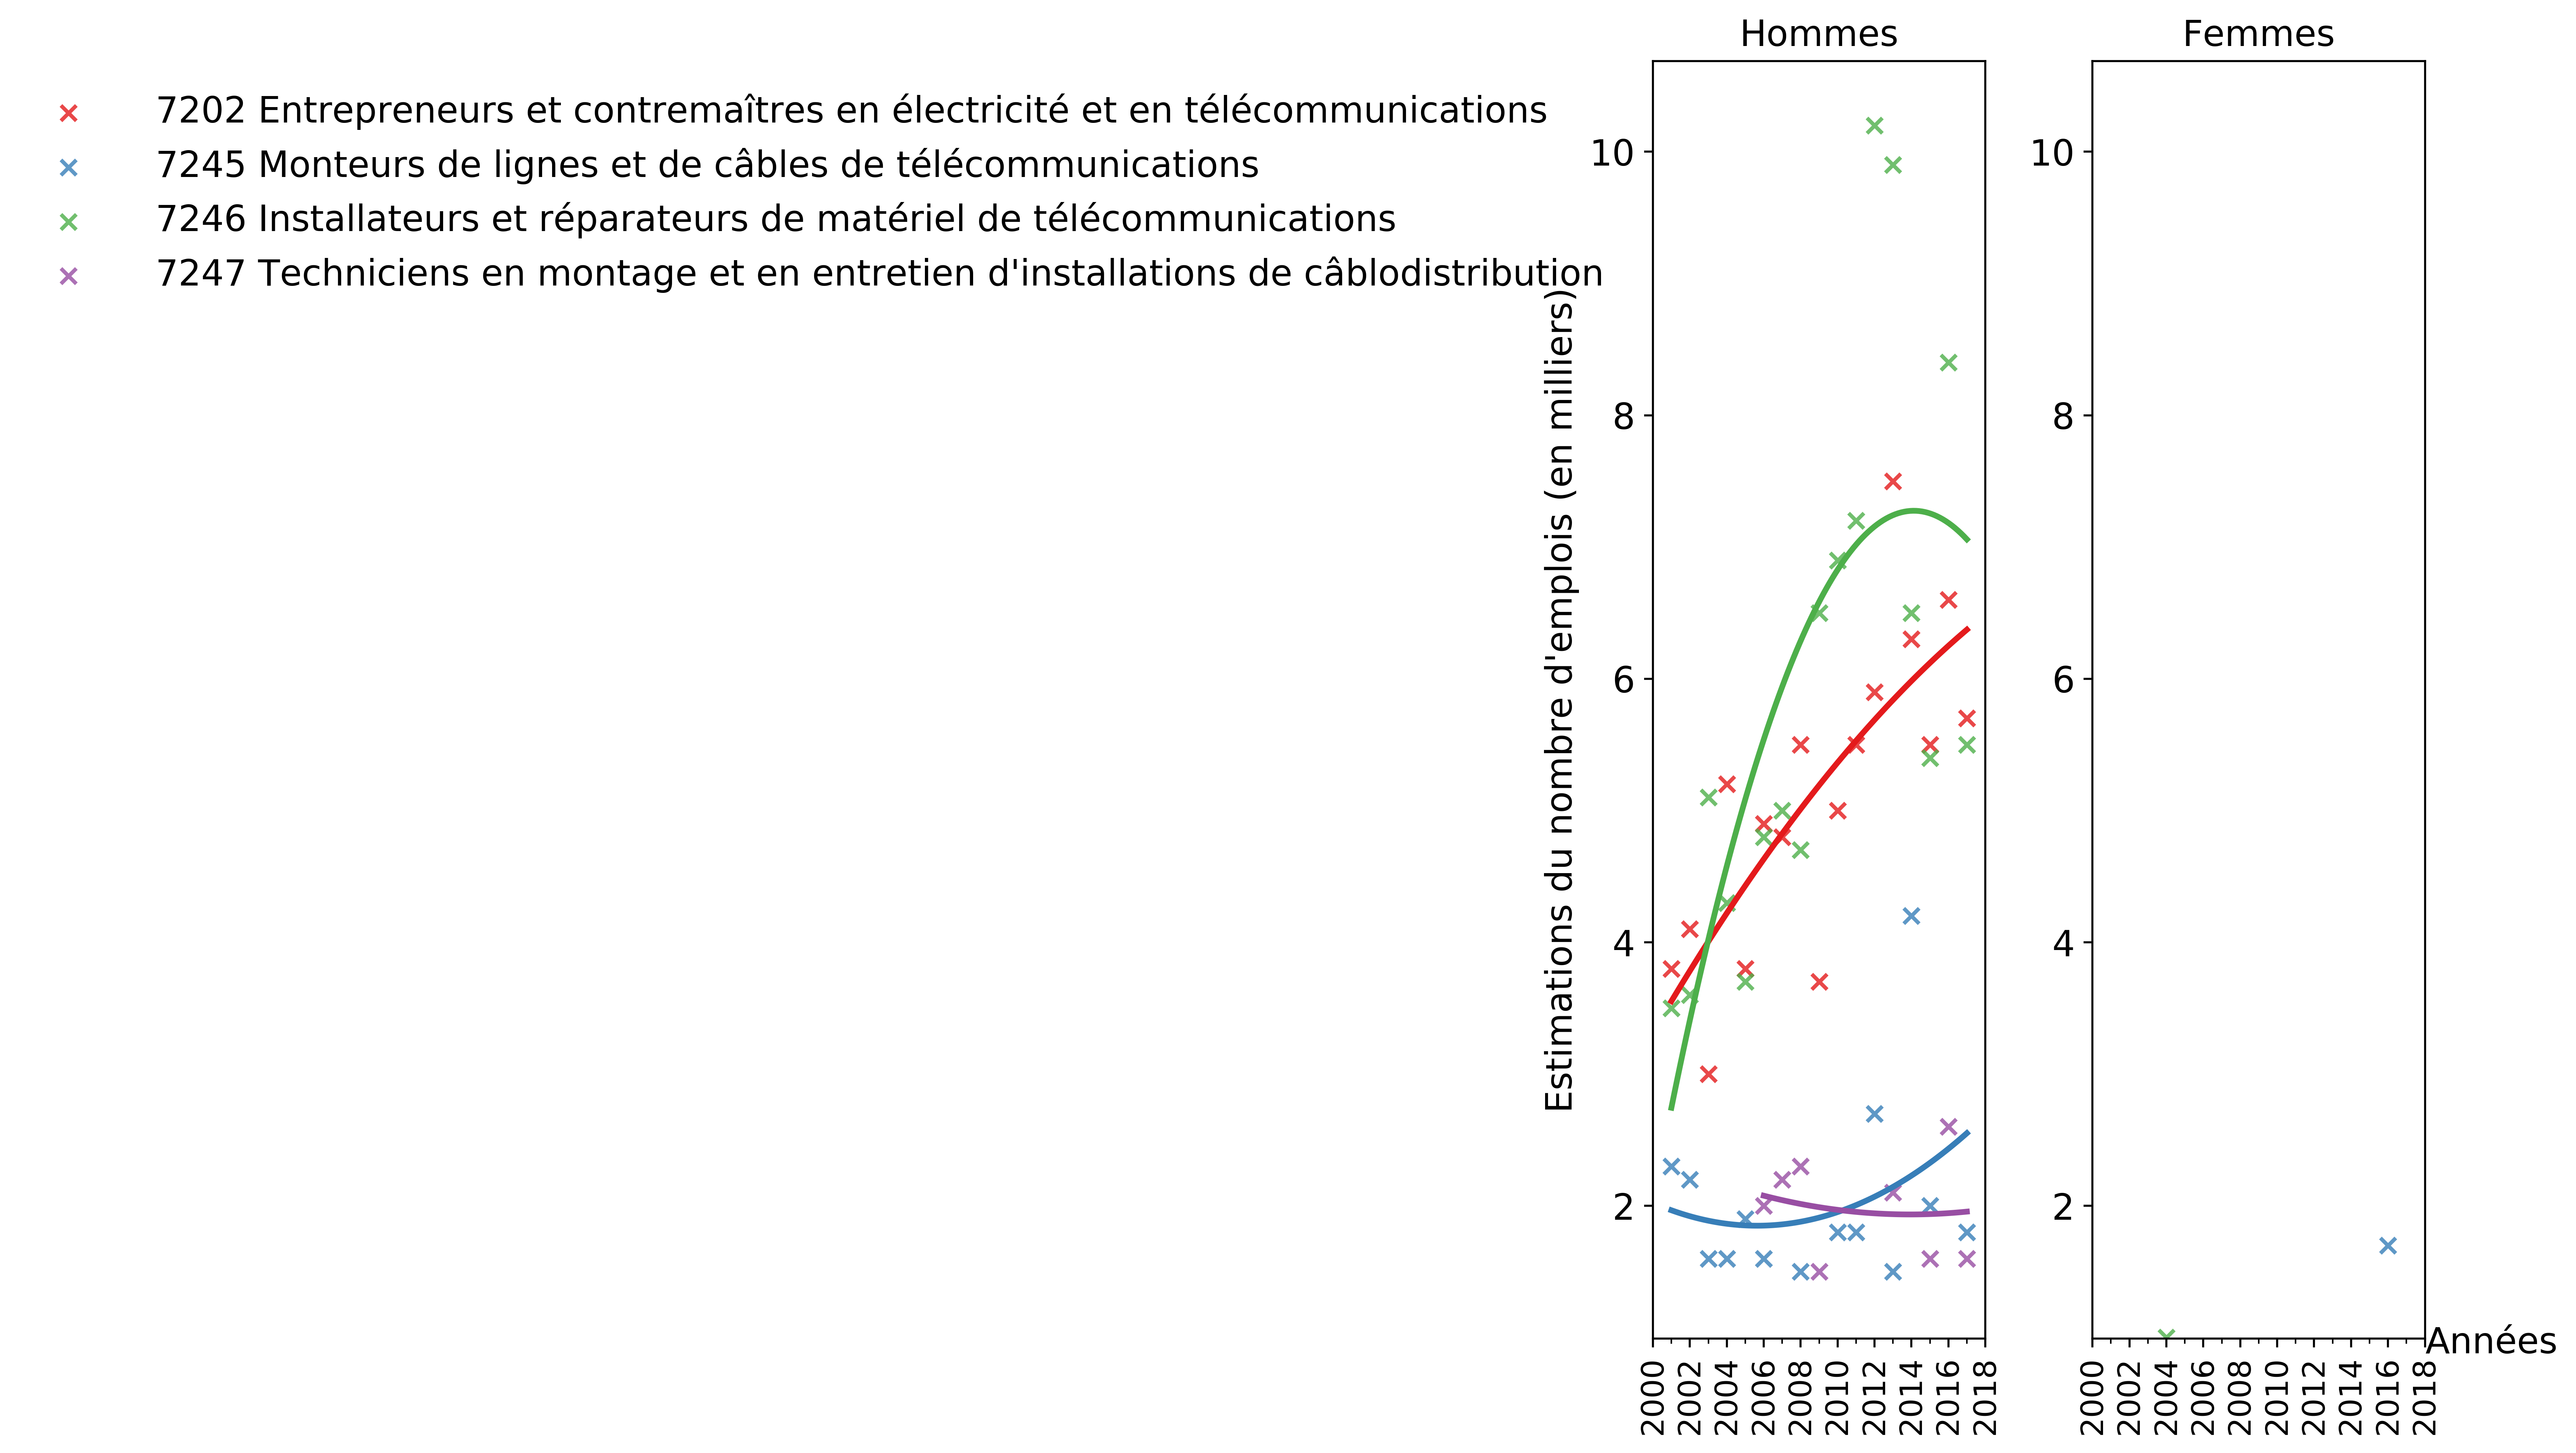 Hommes
Femmes
7202 Entrepreneurs et contremaîtres en électricité et en télécommunications
7245 Monteurs de lignes et de câbles de télécommunications
7246 Installateurs et réparateurs de matériel de télécommunications
7247 Techniciens en montage et en entretien d'installations de câblodistribution
Estimations du nombre d'emplois (en milliers)
10
8
6
4
2
2000 2002 2004 2006 2008 2010 2012 2014 2016 2018
10
8
6
4
2
2000 2002 2004 2006 2008 2010 2012 2014 2016 2018
Années